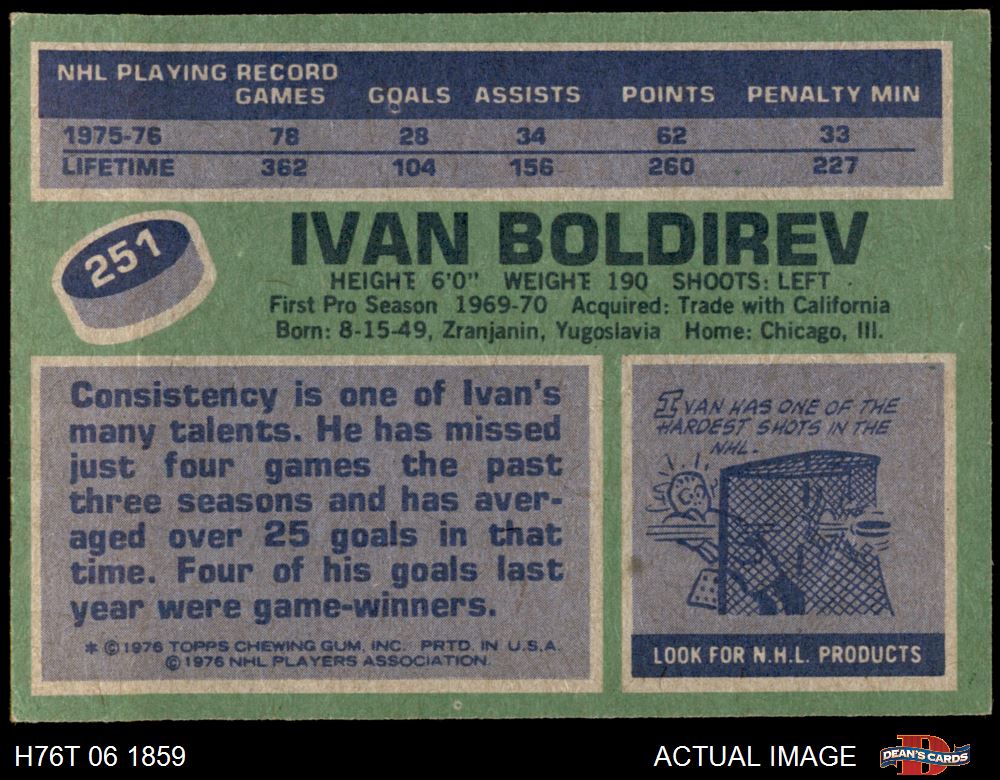 NHL PLAYING RECORD
GAMES GOALS ASSISTS POINTS PENALTY MIN
1975-76 78 28 34 62 33
LIFETIME 362 104 156 260 227
251
IVAN BOLDIREV
HEIGHT 6'0" WEIGHT 190 SHOOTS: LEFT
First Pro Season 1969-70 Acquired: Trade with California
Born: 8-15-49, Zranjanin, Yugoslavia Home: Chicago, Ill.
Consistency is one of Ivan's
many talents. He has missed
just four games the past
three seasons and has aver-
aged over 25 goals in that
time. Four of his goals last
year were game-winners.
* ©1976 TOPPS CHEWING GUM, INC. PRTD. IN U.S.A.
©1976 NHL PLAYERS ASSOCIATION.
IVAN HAS ONE OF THE
HARDEST SHOTS IN THE
NHL.
LOOK FOR N.H.L. PRODUCTS
H76T 06 1859
ACTUAL IMAGE
D
DEAN'S CARDS